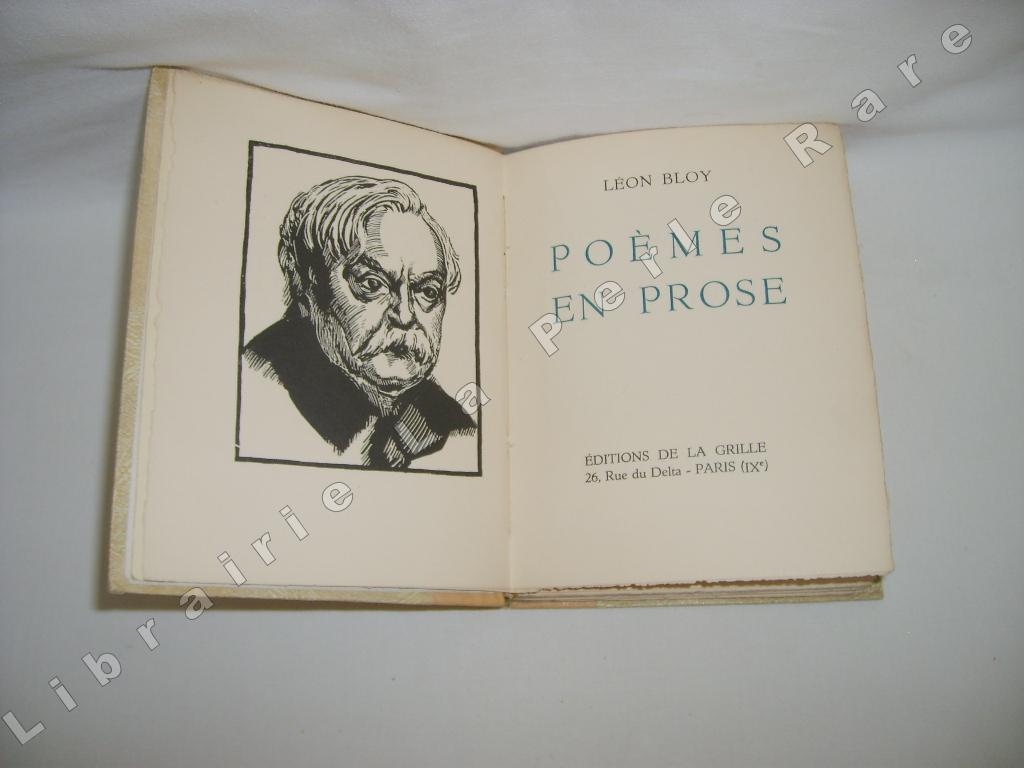 LÉON BLOY
POÈMES
EN PROSE
ÉDITIONS DE LA GRILLE
26, Rue du Delta - PARIS (IXᵉ)
Librairie La Perle Rare